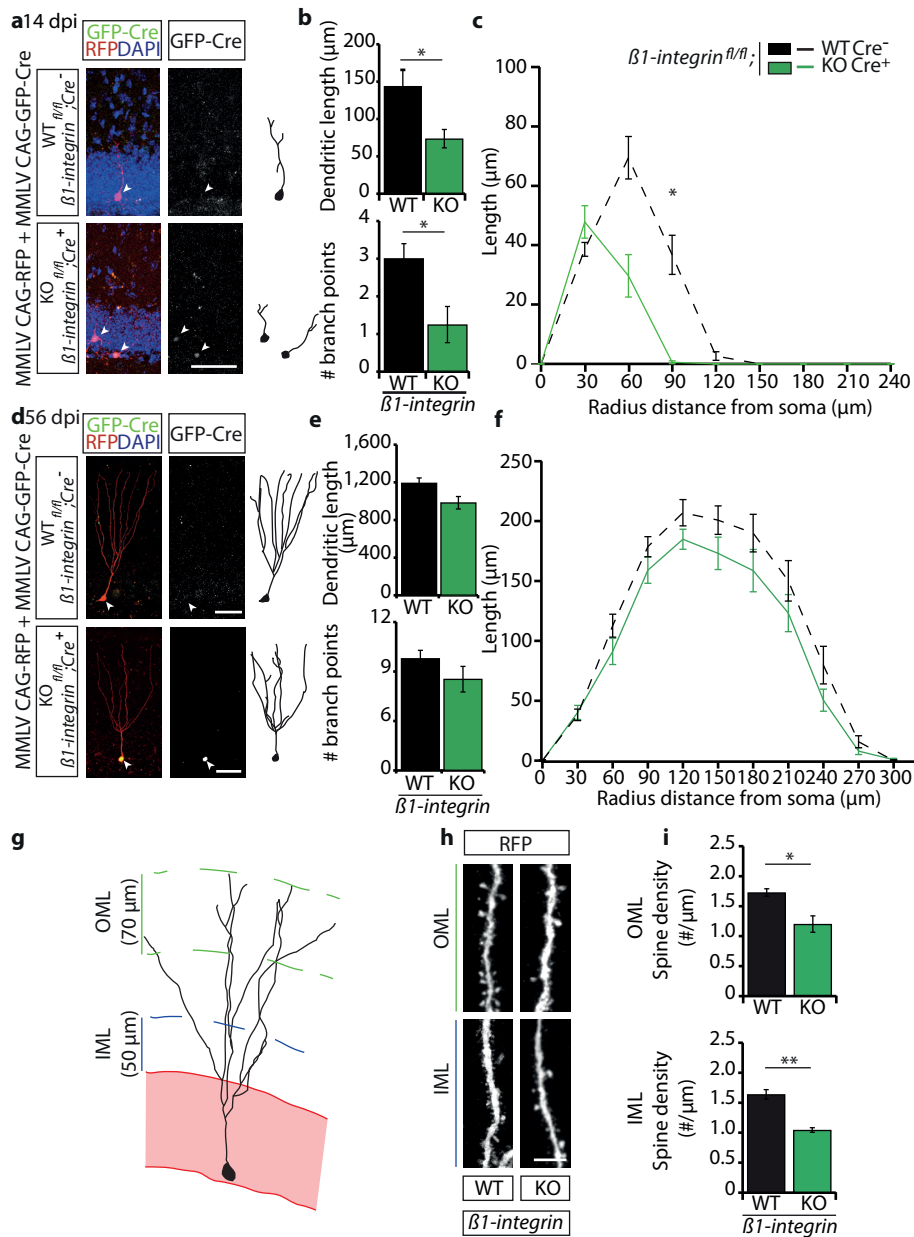 a 14 dpi
GFP-Cre
RFPDAPI
GFP-Cre
MMLV CAG-RFP + MMLV CAG-GFP-Cre
WT
ß1-integrin fl/fl;Cre-
KO
ß1-integrin fl/fl;Cre+
b
Dendritic length (µm)
200
150
100
50
0
*
WT
KO
# branch points
4
3
2
1
0
*
WT
KO
ß1-integrin
c
ß1-integrin fl/fl;
WT Cre-
KO Cre+
Length (µm)
100
80
60
40
20
0
*
0 30 60 90 120 150 180 210 240
Radius distance from soma (µm)
d 56 dpi
GFP-Cre
RFPDAPI
GFP-Cre
MMLV CAG-RFP + MMLV CAG-GFP-Cre
WT
ß1-integrin fl/fl;Cre-
KO
ß1-integrin fl/fl;Cre+
e
Dendritic length
(µm)
1,600
1,200
800
400
0
WT
KO
# branch points
12
9
6
0
WT
KO
ß1-integrin
f
Length (µm)
250
200
150
100
50
0
0 30 60 90 120 150 180 210 240 270 300
Radius distance from soma (µm)
g
OML
(70 µm)
IML
(50 µm)
h
RFP
OML
IML
WT
KO
ß1-integrin
i
OML
Spine density
(#/µm)
2.5
2.0
1.5
1.0
0.5
0
*
WT
KO
IML
Spine density
(#/µm)
2.5
2.0
1.5
1.0
0.5
0
**
WT
KO
ß1-integrin